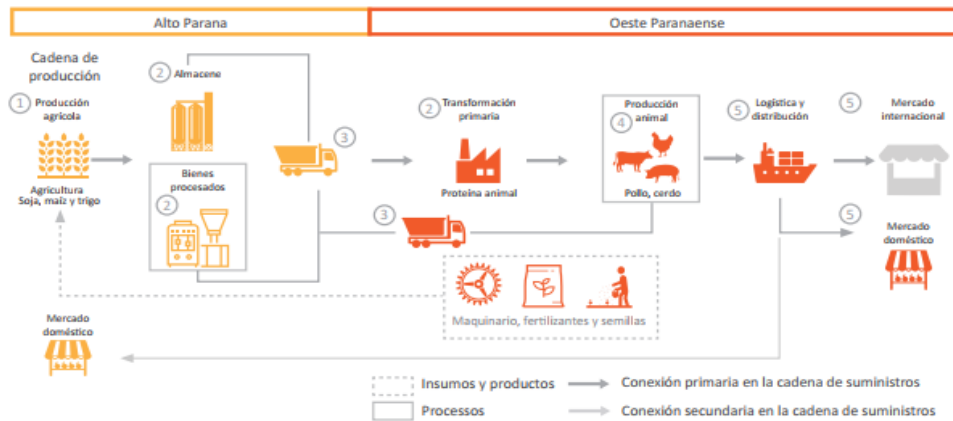 Alto Parana
Oeste Paranaense
Cadena de
producción
1
Producción
agrícola
Agricultura
Soja, maíz y trigo
2
Almacene
Bienes
procesados
2
3
2
Transformación
primaria
Proteina animal
3
Producción
animal
4
Pollo, cerdo
5
Logística y
distribución
5
Mercado
internacional
5
Mercado
doméstico
Maquinario, fertilizantes y semillas
Mercado
doméstico
Insumos y productos
Conexión primaria en la cadena de suministros
Processos
Conexión secundaria en la cadena de suministros